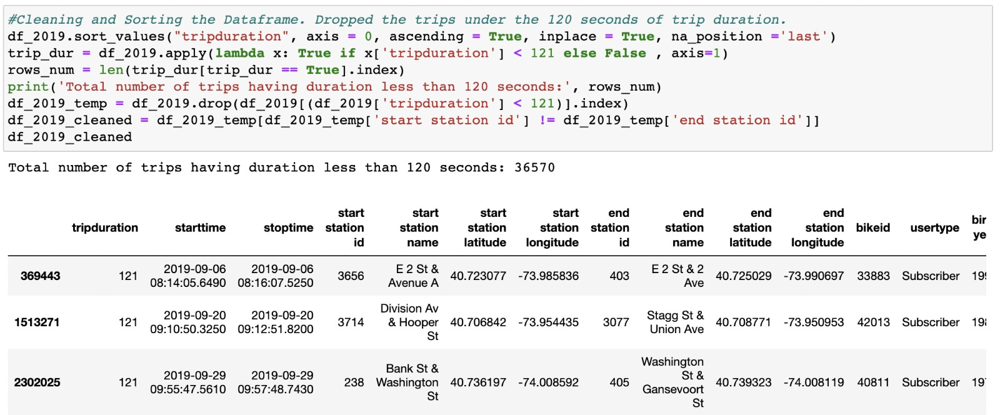 #Cleaning and Sorting the Dataframe. Dropped the trips under the 120 seconds of trip duration.
df_2019.sort_values("tripduration", axis = 0, ascending = True, inplace = True, na_position ='last')
trip_dur = df_2019.apply(lambda x: True if x['tripduration'] < 121 else False , axis=1)
rows_num = len(trip_dur[trip_dur == True].index)
print('Total number of trips having duration less than 120 seconds:', rows_num)
df_2019_temp = df_2019.drop(df_2019[(df_2019['tripduration'] < 121)].index)
df_2019_cleaned = df_2019_temp[df_2019_temp['start station id'] != df_2019_temp['end station id']]
df_2019_cleaned
Total number of trips having duration less than 120 seconds: 36570
tripduration starttime stoptime start station id start station name start station latitude start station longitude end station id end station name end station latitude end station longitude bikeid usertype bir ye
369443 121 2019-09-06 08:14:05.6490 2019-09-06 08:16:07.5250 3656 E 2 St & Avenue A 40.723077 -73.985836 403 E 2 St & 2 Ave 40.725029 -73.990697 33883 Subscriber 199
1513271 121 2019-09-20 09:10:50.3250 2019-09-20 09:12:51.8200 3714 Division Av & Hooper St 40.706842 -73.954435 3077 Stagg St & Union Ave 40.708771 -73.950953 42013 Subscriber 198
2302025 121 2019-09-29 09:55:47.5610 2019-09-29 09:57:48.7430 238 Bank St & Washington St 40.736197 -74.008592 405 Washington St & Gansevoort St 40.739323 -74.008119 40811 Subscriber 197